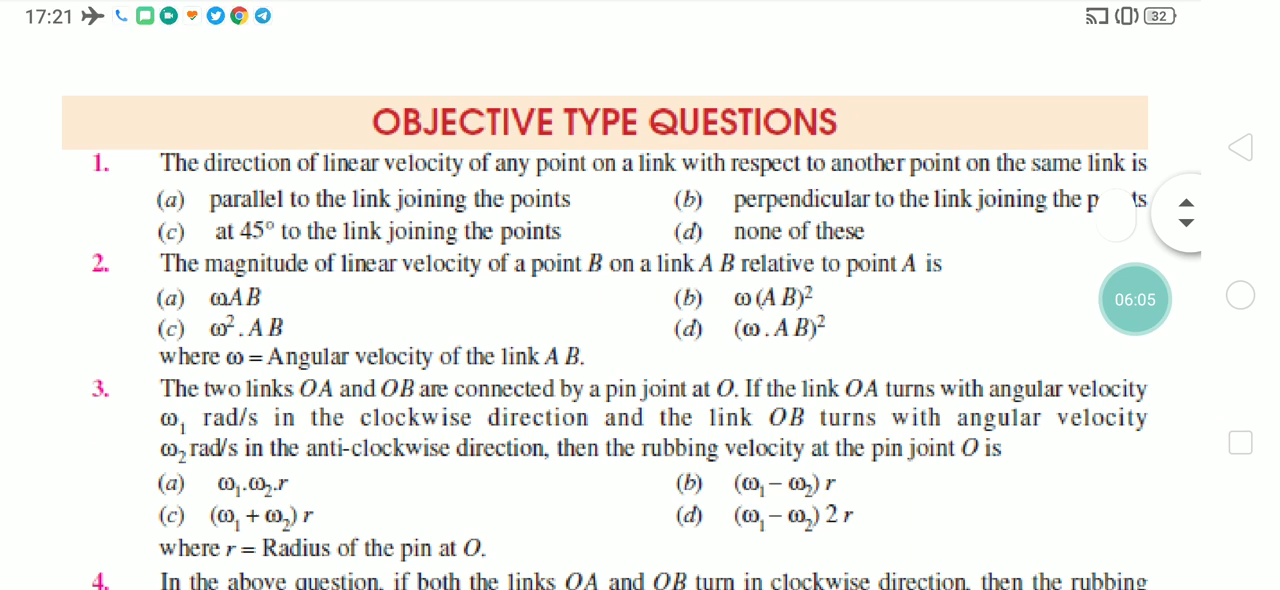 17:21
32
OBJECTIVE TYPE QUESTIONS
1. The direction of linear velocity of any point on a link with respect to another point on the same link is
(a) parallel to the link joining the points (b) perpendicular to the link joining the p ts
(c) at 45° to the link joining the points (d) none of these
2. The magnitude of linear velocity of a point B on a link A B relative to point A is
(a) ωA B (b) ω (A B)²
(c) ω² . A B (d) (ω . A B)²
06:05
where ω = Angular velocity of the link A B.
3. The two links OA and OB are connected by a pin joint at O. If the link OA turns with angular velocity
ω₁ rad/s in the clockwise direction and the link OB turns with angular velocity
ω₂ rad/s in the anti-clockwise direction, then the rubbing velocity at the pin joint O is
(a) ω₁.ω₂.r (b) (ω₁ – ω₂) r
(c) (ω₁ + ω₂) r (d) (ω₁ – ω₂) 2 r
where r = Radius of the pin at O.
4. In the above question, if both the links OA and OB turn in clockwise direction, then the rubbing